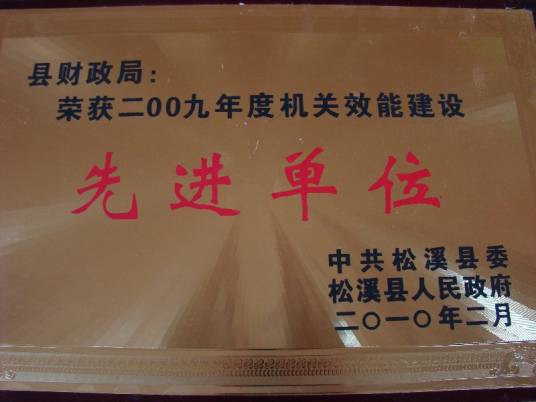 县财政局：
荣获二00九年度机关效能建设
先进单位
中共松溪县委
松溪县人民政府
二〇一〇年二月